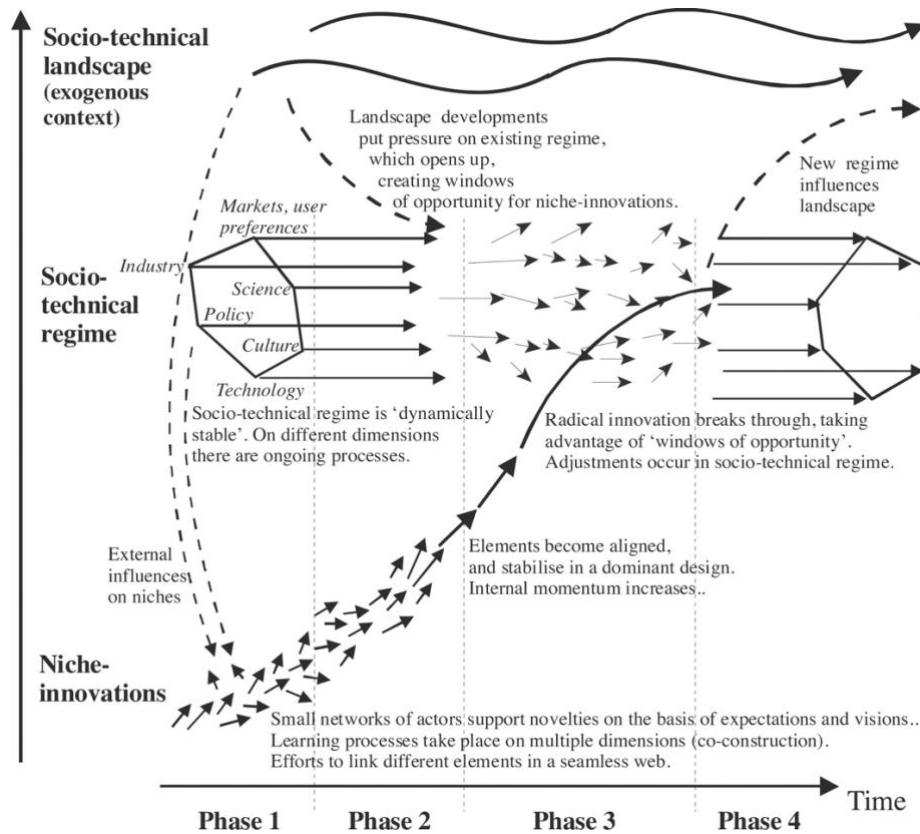 Socio-technical
landscape
(exogenous
context)
Landscape developments
put pressure on existing regime,
which opens up,
creating windows
of opportunity for niche-innovations.
New regime
influences
landscape
Markets, user
preferences
Industry
Science
Policy
Culture
Technology
Socio-
technical
regime
Socio-technical regime is ‘dynamically
stable’. On different dimensions
there are ongoing processes.
Radical innovation breaks through, taking
advantage of ‘windows of opportunity’.
Adjustments occur in socio-technical regime.
External
influences
on niches
Elements become aligned,
and stabilise in a dominant design.
Internal momentum increases..
Niche-
innovations
Small networks of actors support novelties on the basis of expectations and visions..
Learning processes take place on multiple dimensions (co-construction).
Efforts to link different elements in a seamless web.
Time
Phase 1 Phase 2 Phase 3 Phase 4